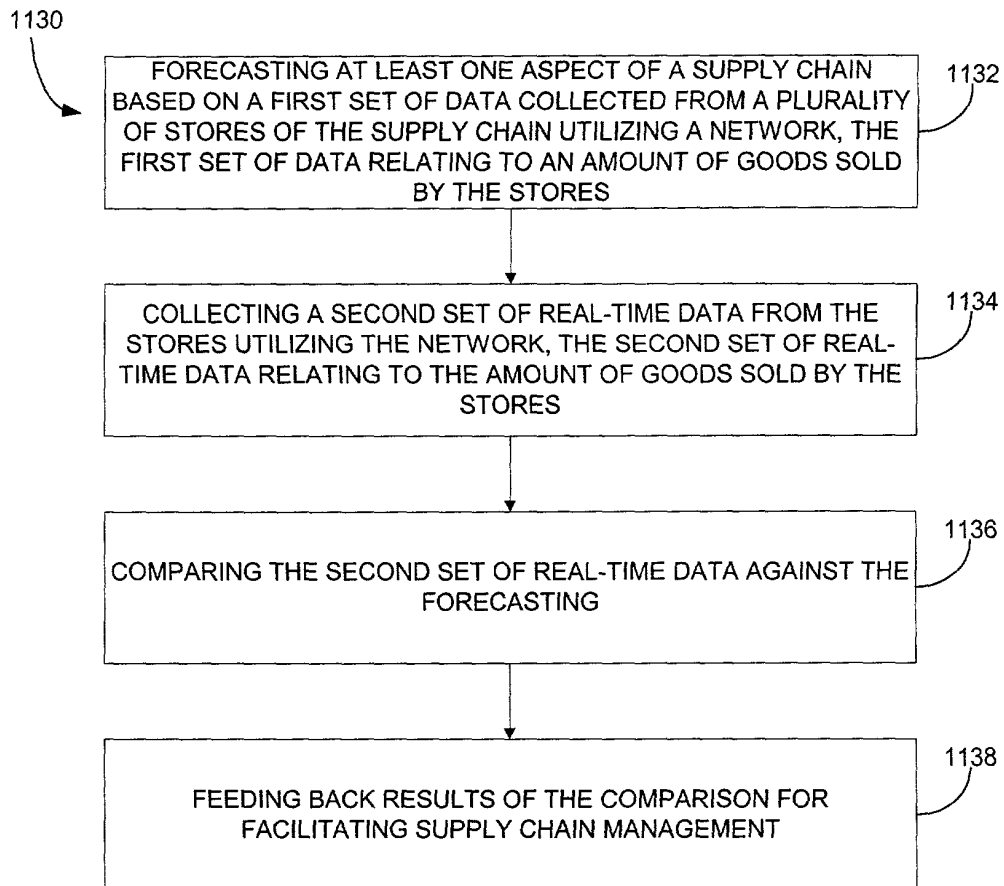 1130
FORECASTING AT LEAST ONE ASPECT OF A SUPPLY CHAIN
BASED ON A FIRST SET OF DATA COLLECTED FROM A PLURALITY
OF STORES OF THE SUPPLY CHAIN UTILIZING A NETWORK, THE
FIRST SET OF DATA RELATING TO AN AMOUNT OF GOODS SOLD
BY THE STORES
1132
COLLECTING A SECOND SET OF REAL-TIME DATA FROM THE
STORES UTILIZING THE NETWORK, THE SECOND SET OF REAL-
TIME DATA RELATING TO THE AMOUNT OF GOODS SOLD BY THE
STORES
1134
COMPARING THE SECOND SET OF REAL-TIME DATA AGAINST THE
FORECASTING
1136
FEEDING BACK RESULTS OF THE COMPARISON FOR
FACILITATING SUPPLY CHAIN MANAGEMENT
1138